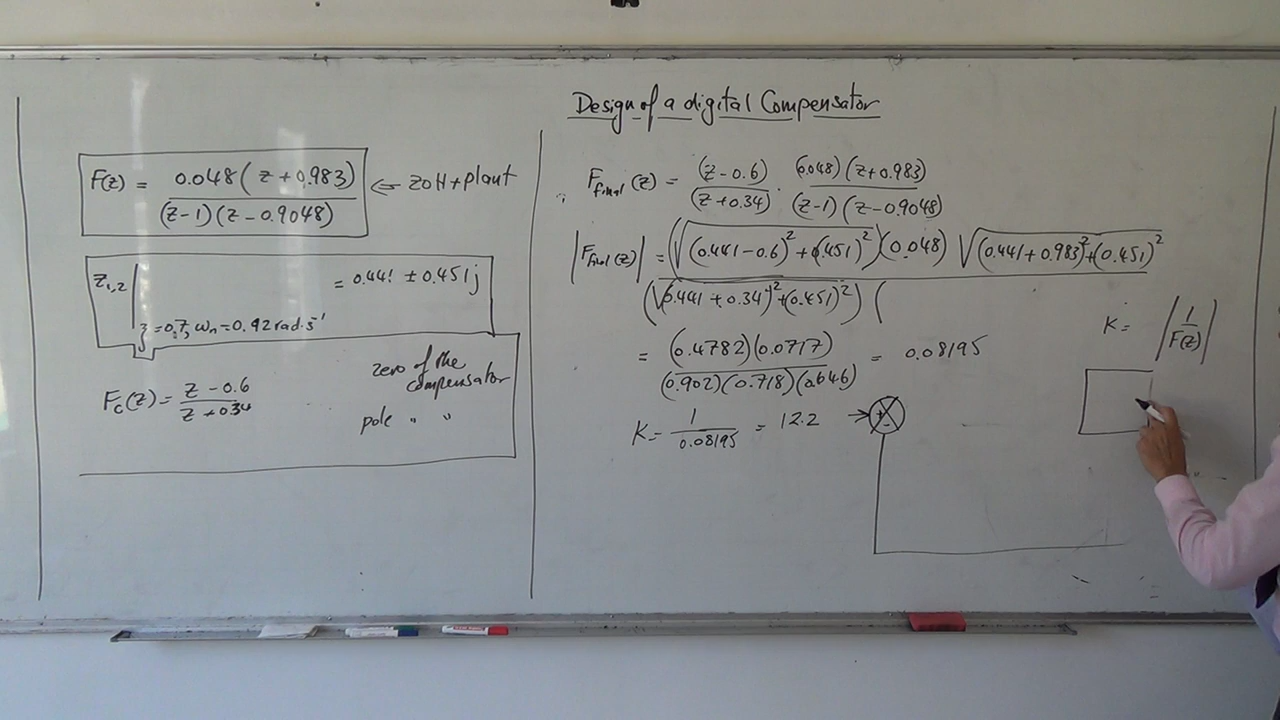 Design of a digital Compensator
F(z) = 0.048(z+0.983) / (z-1)(z-0.9048) ⇐ ZOH+plant
z1,2 | ξ=0.7, ωn=0.92 rad.s⁻¹ = 0.441 ± 0.451j
Fc(z) = z-0.6 / z+0.34
zero of the
compensator
pole " "
∴ Ffinal(z) = (z-0.6)/(z+0.34) · (0.048)(z+0.983)/(z-1)(z-0.9048)
|Ffinal(z)| = (√(0.441-0.6)²+(0.451)²)(0.048) √(0.441+0.983)²+(0.451)² / (√(0.441+0.34)²+(0.451)²) (
= (0.4782)(0.0717) / (0.902)(0.718)(0.646) = 0.08195
K = 1/0.08195 = 12.2
K = |1/F(z)|
+
-